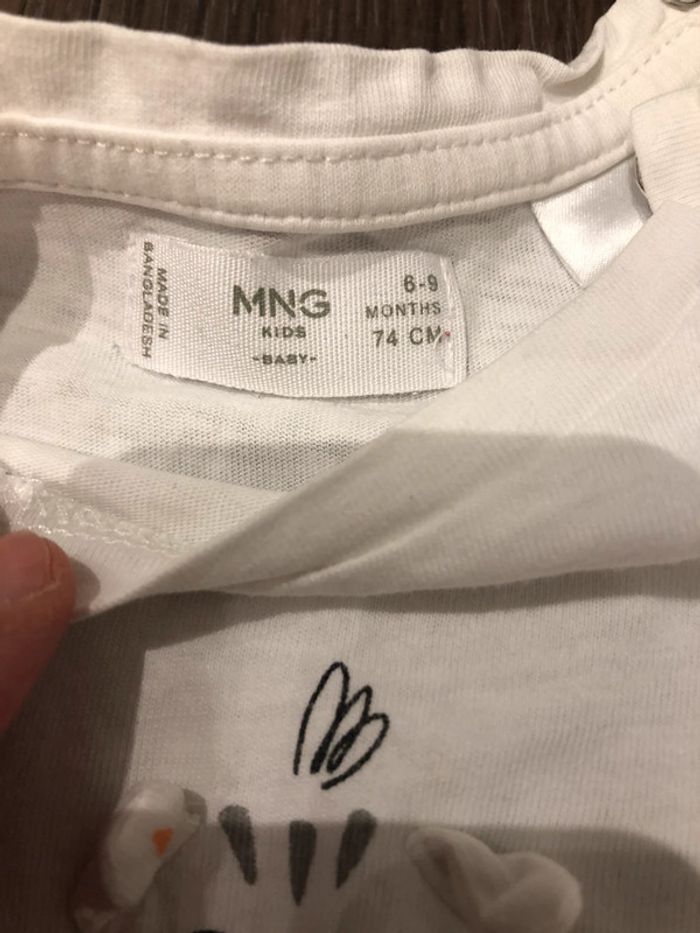 MADE IN
BANGLADESH
MNG
KIDS
-BABY-
6-9
MONTHS
74 CM